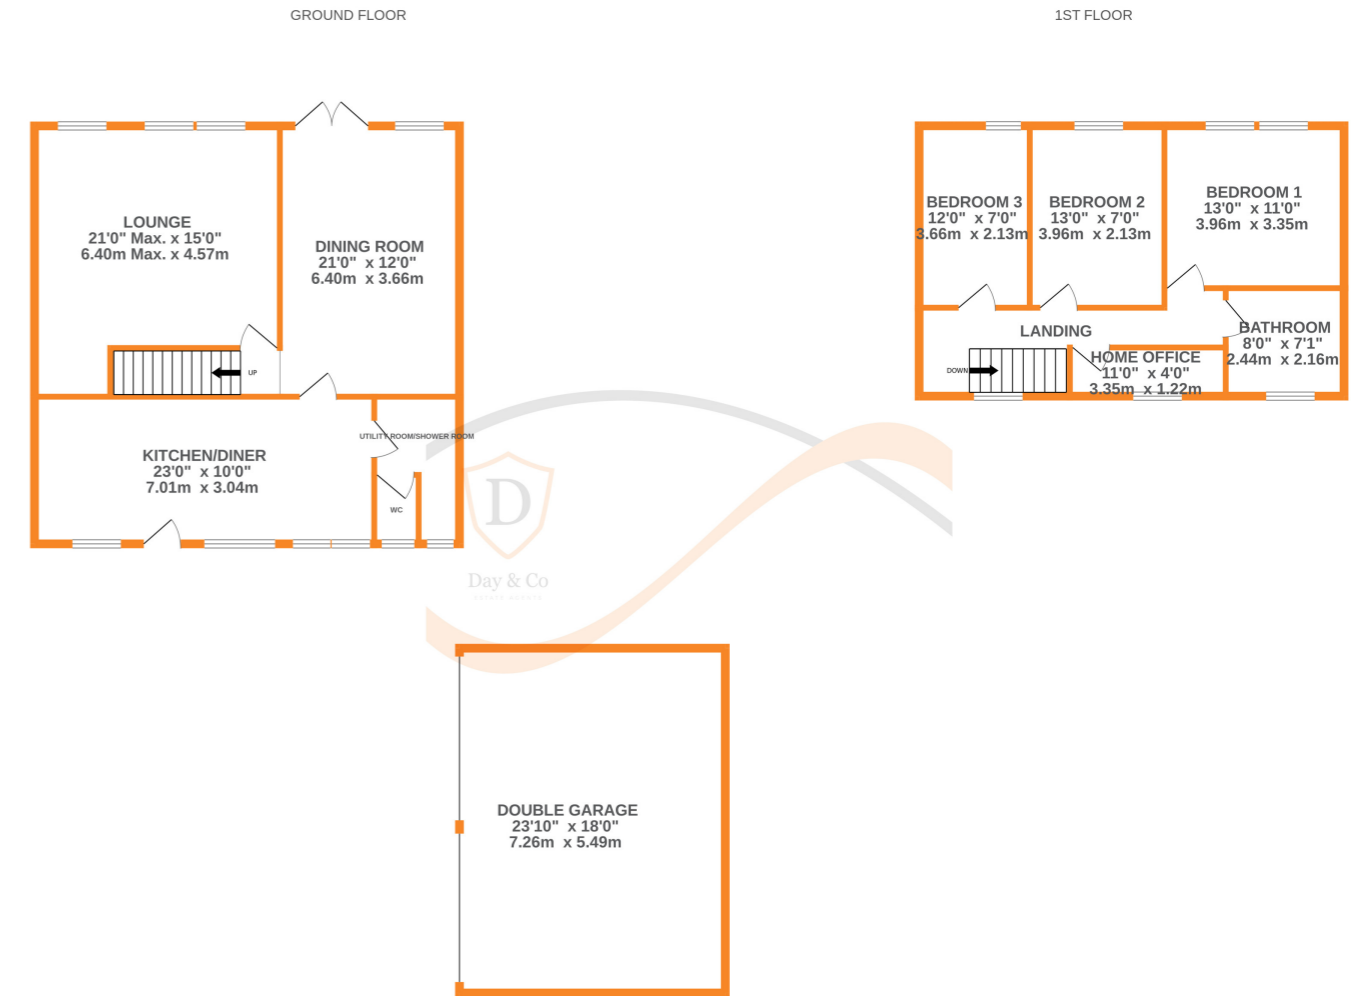 GROUND FLOOR
1ST FLOOR
LOUNGE
21'0" Max. x 15'0"
6.40m Max. x 4.57m
DINING ROOM
21'0" x 12'0"
6.40m x 3.66m
UP
KITCHEN/DINER
23'0" x 10'0"
7.01m x 3.04m
UTILITY ROOM/SHOWER ROOM
WC
BEDROOM 3
12'0" x 7'0"
3.66m x 2.13m
BEDROOM 2
13'0" x 7'0"
3.96m x 2.13m
BEDROOM 1
13'0" x 11'0"
3.96m x 3.35m
LANDING
DOWN
HOME OFFICE
11'0" x 4'0"
3.35m x 1.22m
BATHROOM
8'0" x 7'1"
2.44m x 2.16m
D
Day & Co
ESTATE AGENTS
DOUBLE GARAGE
23'10" x 18'0"
7.26m x 5.49m